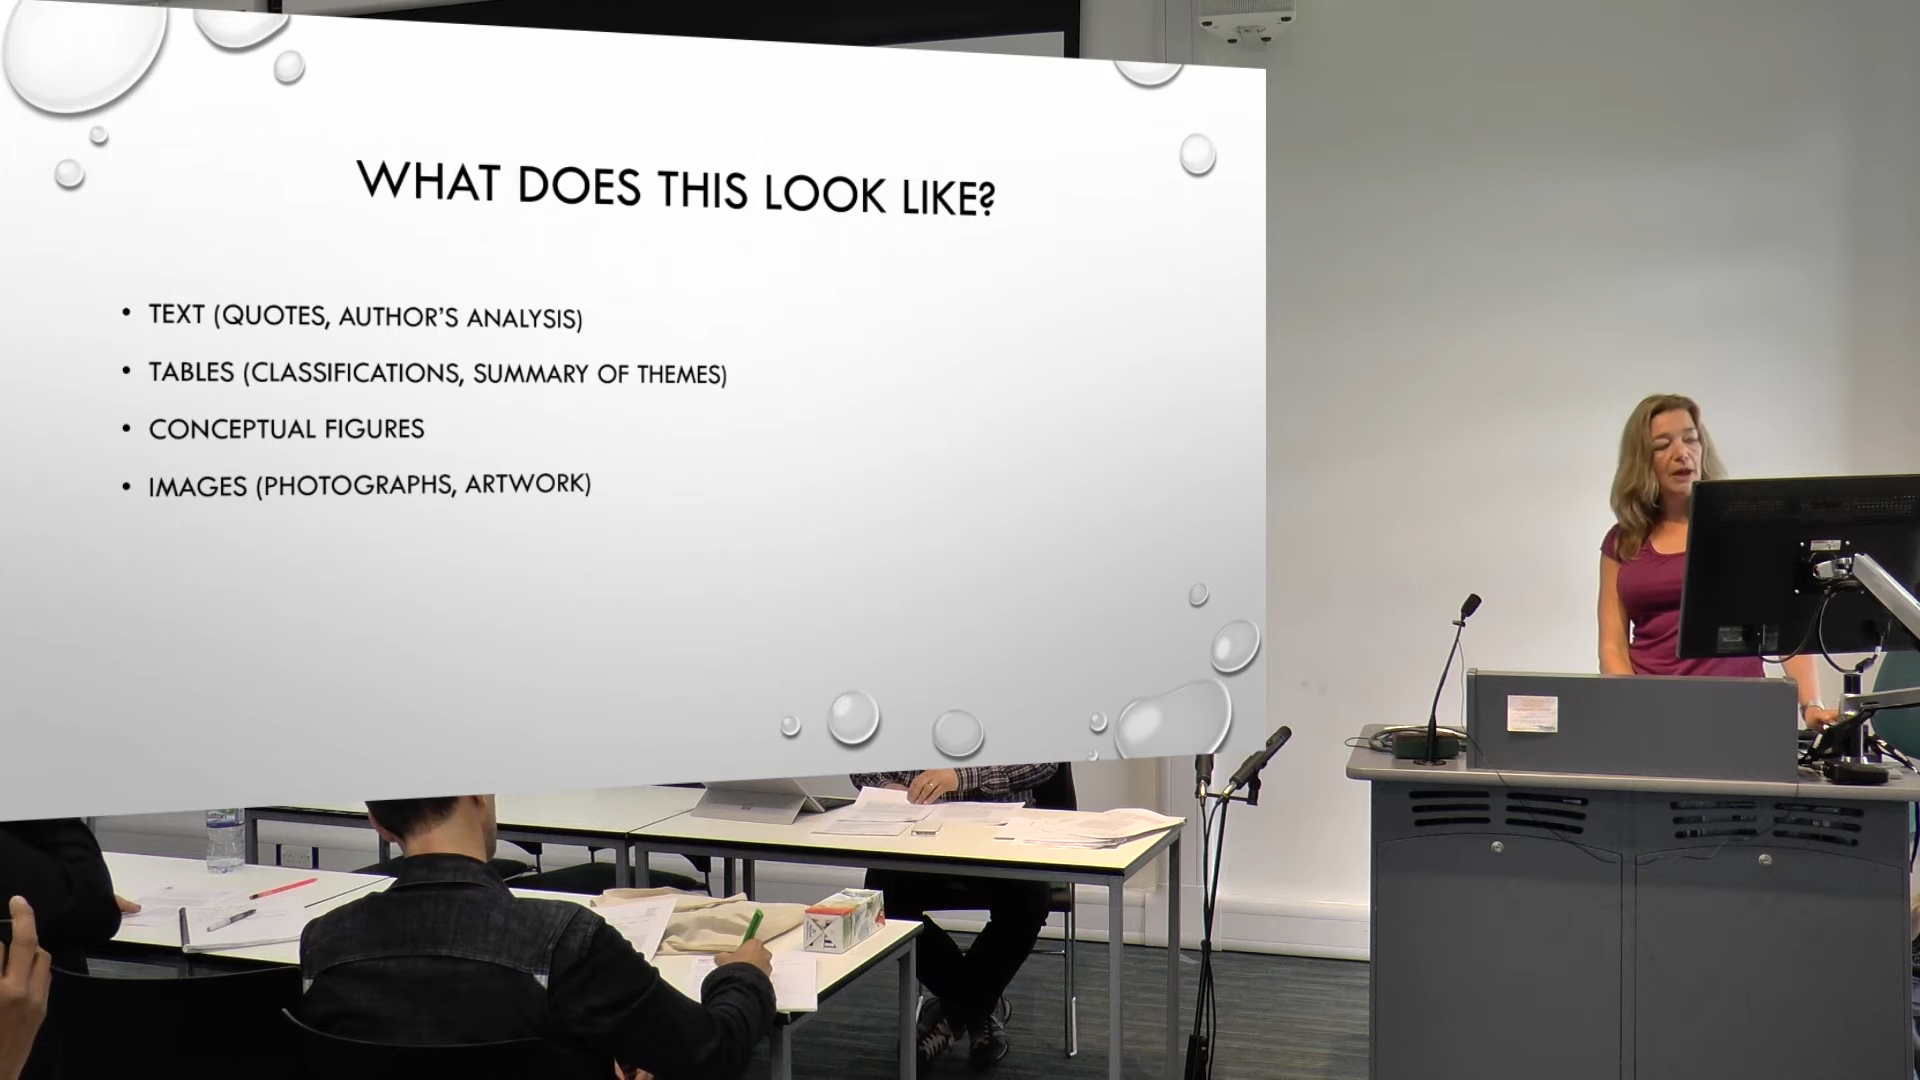 WHAT DOES THIS LOOK LIKE?
• TEXT (QUOTES, AUTHOR'S ANALYSIS)
• TABLES (CLASSIFICATIONS, SUMMARY OF THEMES)
• CONCEPTUAL FIGURES
• IMAGES (PHOTOGRAPHS, ARTWORK)